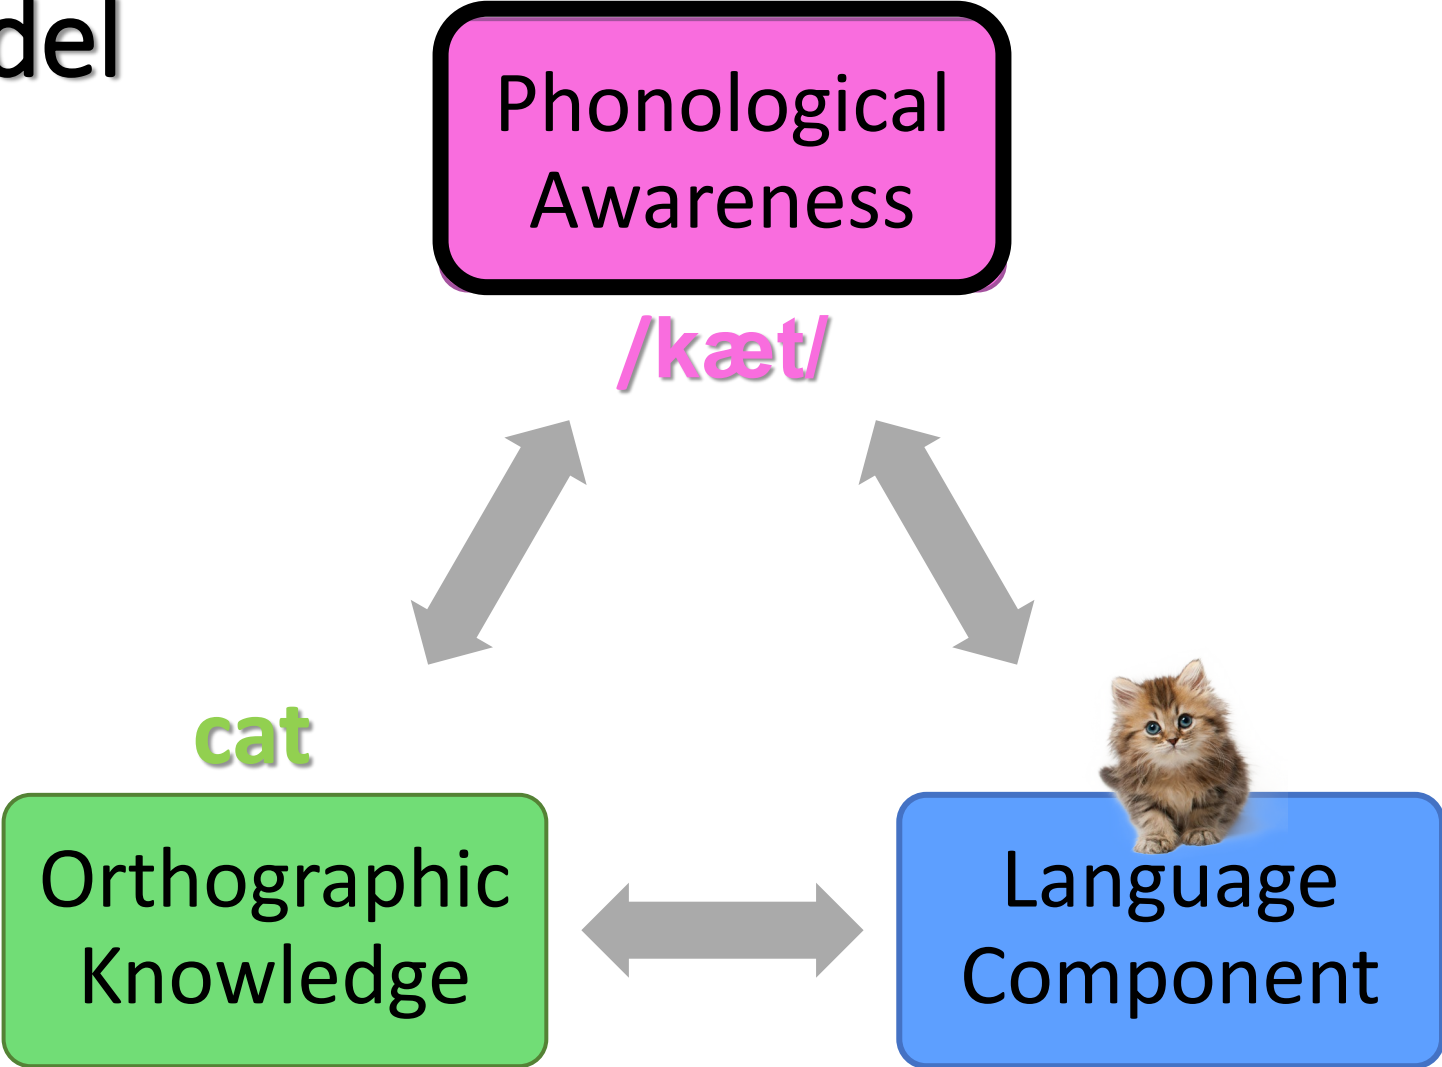 del
Phonological
Awareness
/kæt/
cat
Orthographic
Knowledge
Language
Component